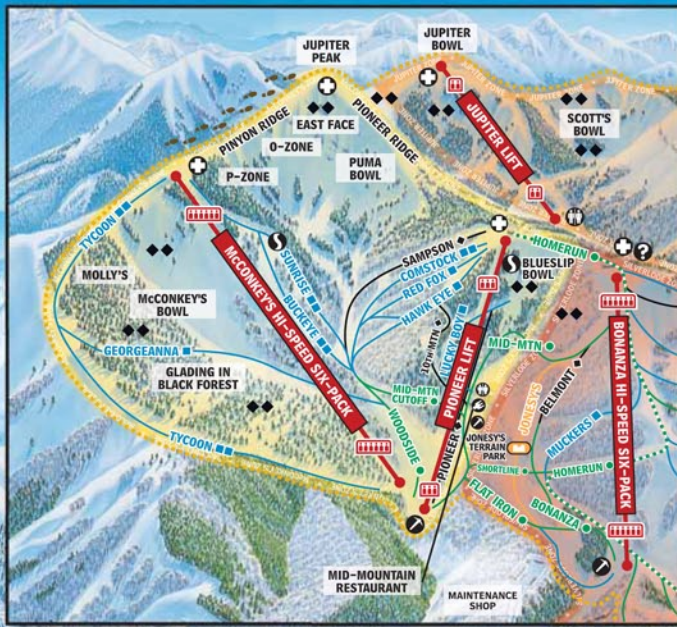 JUPITER
PEAK
JUPITER
BOWL
JUPITER LIFT
SCOTT'S
BOWL
EAST FACE
O-ZONE
P-ZONE
PINYON RIDGE
PIONEER RIDGE
PUMA
BOWL
TYCOON
MOLLY'S
McCONKEY'S
BOWL
McCONKEY'S HI-SPEED SIX-PACK
SUNRISE
BUCKEYE
SAMPSON
COMSTOCK
RED FOX
HAWK EYE
10TH MTN
LUCKY BOY
S BLUESLIP
BOWL
HOMERUN
?
MID-MTN
GEORGEANNA
GLADING IN
BLACK FOREST
MID-MTN
CUTOFF
WOODSIDE
PIONEER LIFT
PIONEER
JONESY'S
JONESY'S
TERRAIN
PARK
BELMONT
MUCKERS
BONANZA HI-SPEED SIX-PACK
SHORTLINE
HOMERUN
TYCOON
FLAT IRON
BONANZA
MID-MOUNTAIN
RESTAURANT
MAINTENANCE
SHOP